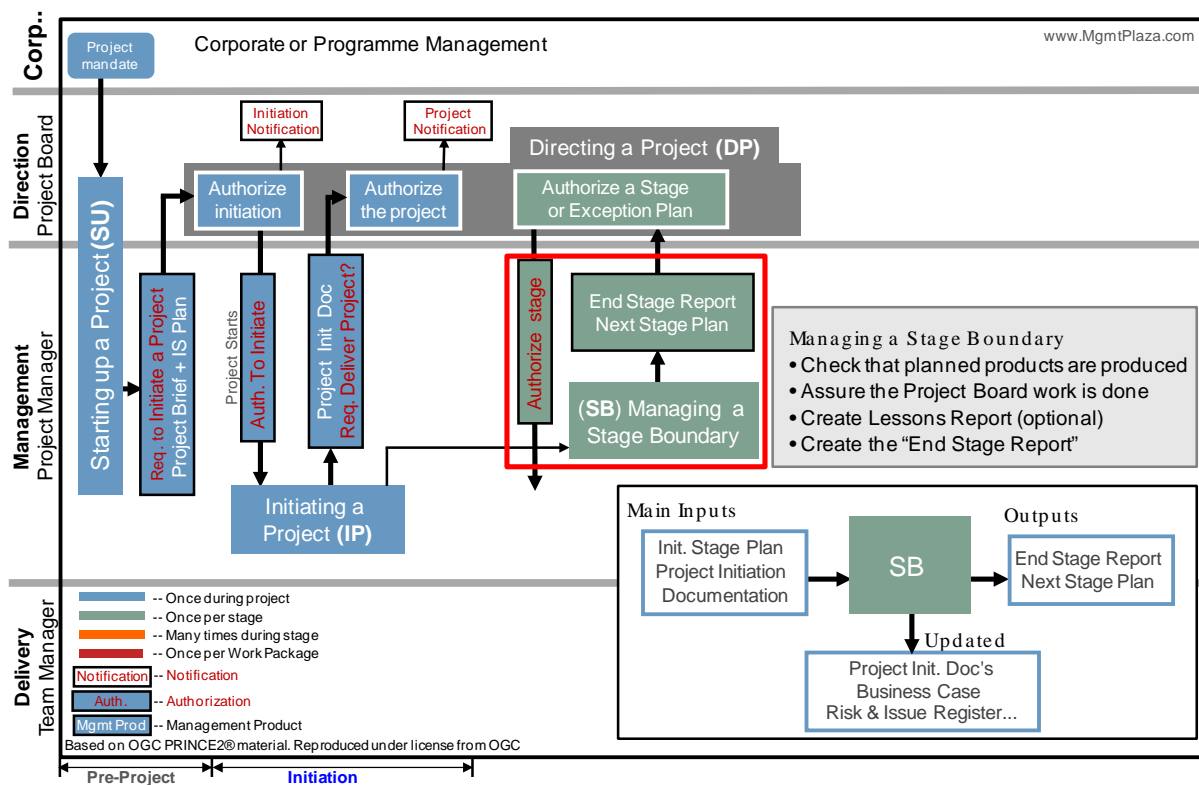 Corp..
Project
mandate
Corporate or Programme Management
www.MgmtPlaza.com
Direction
Project Board
Initiation
Notification
Project
Notification
Directing a Project (DP)
Authorize
initiation
Authorize
the project
Authorize a Stage
or Exception Plan
Management
Project Manager
Starting up a Project (SU)
Req. to Initiate a Project
Project Brief + IS Plan
Project Starts
Auth. To Initiate
Project Init Doc
Req. Deliver Project?
Authorize stage
End Stage Report
Next Stage Plan
(SB) Managing a
Stage Boundary
Initiating a
Project (IP)
Managing a Stage Boundary
• Check that planned products are produced
• Assure the Project Board work is done
• Create Lessons Report (optional)
• Create the “End Stage Report”
Main Inputs
Init. Stage Plan
Project Initiation
Documentation
SB
Outputs
End Stage Report
Next Stage Plan
Updated
Project Init. Doc's
Business Case
Risk & Issue Register...
Delivery
Team Manager
-- Once during project
-- Once per stage
-- Many times during stage
-- Once per Work Package
Notification -- Notification
Auth. -- Authorization
Mgmt Prod -- Management Product
Based on OGC PRINCE2® material. Reproduced under license from OGC
Pre-Project
Initiation